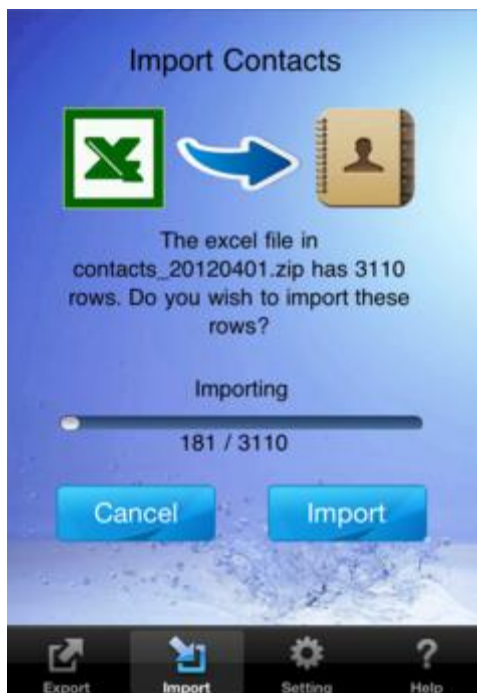 Import Contacts
The excel file in
contacts_20120401.zip has 3110
rows. Do you wish to import these
rows?
Importing
181 / 3110
Cancel Import
Export Import Setting Help